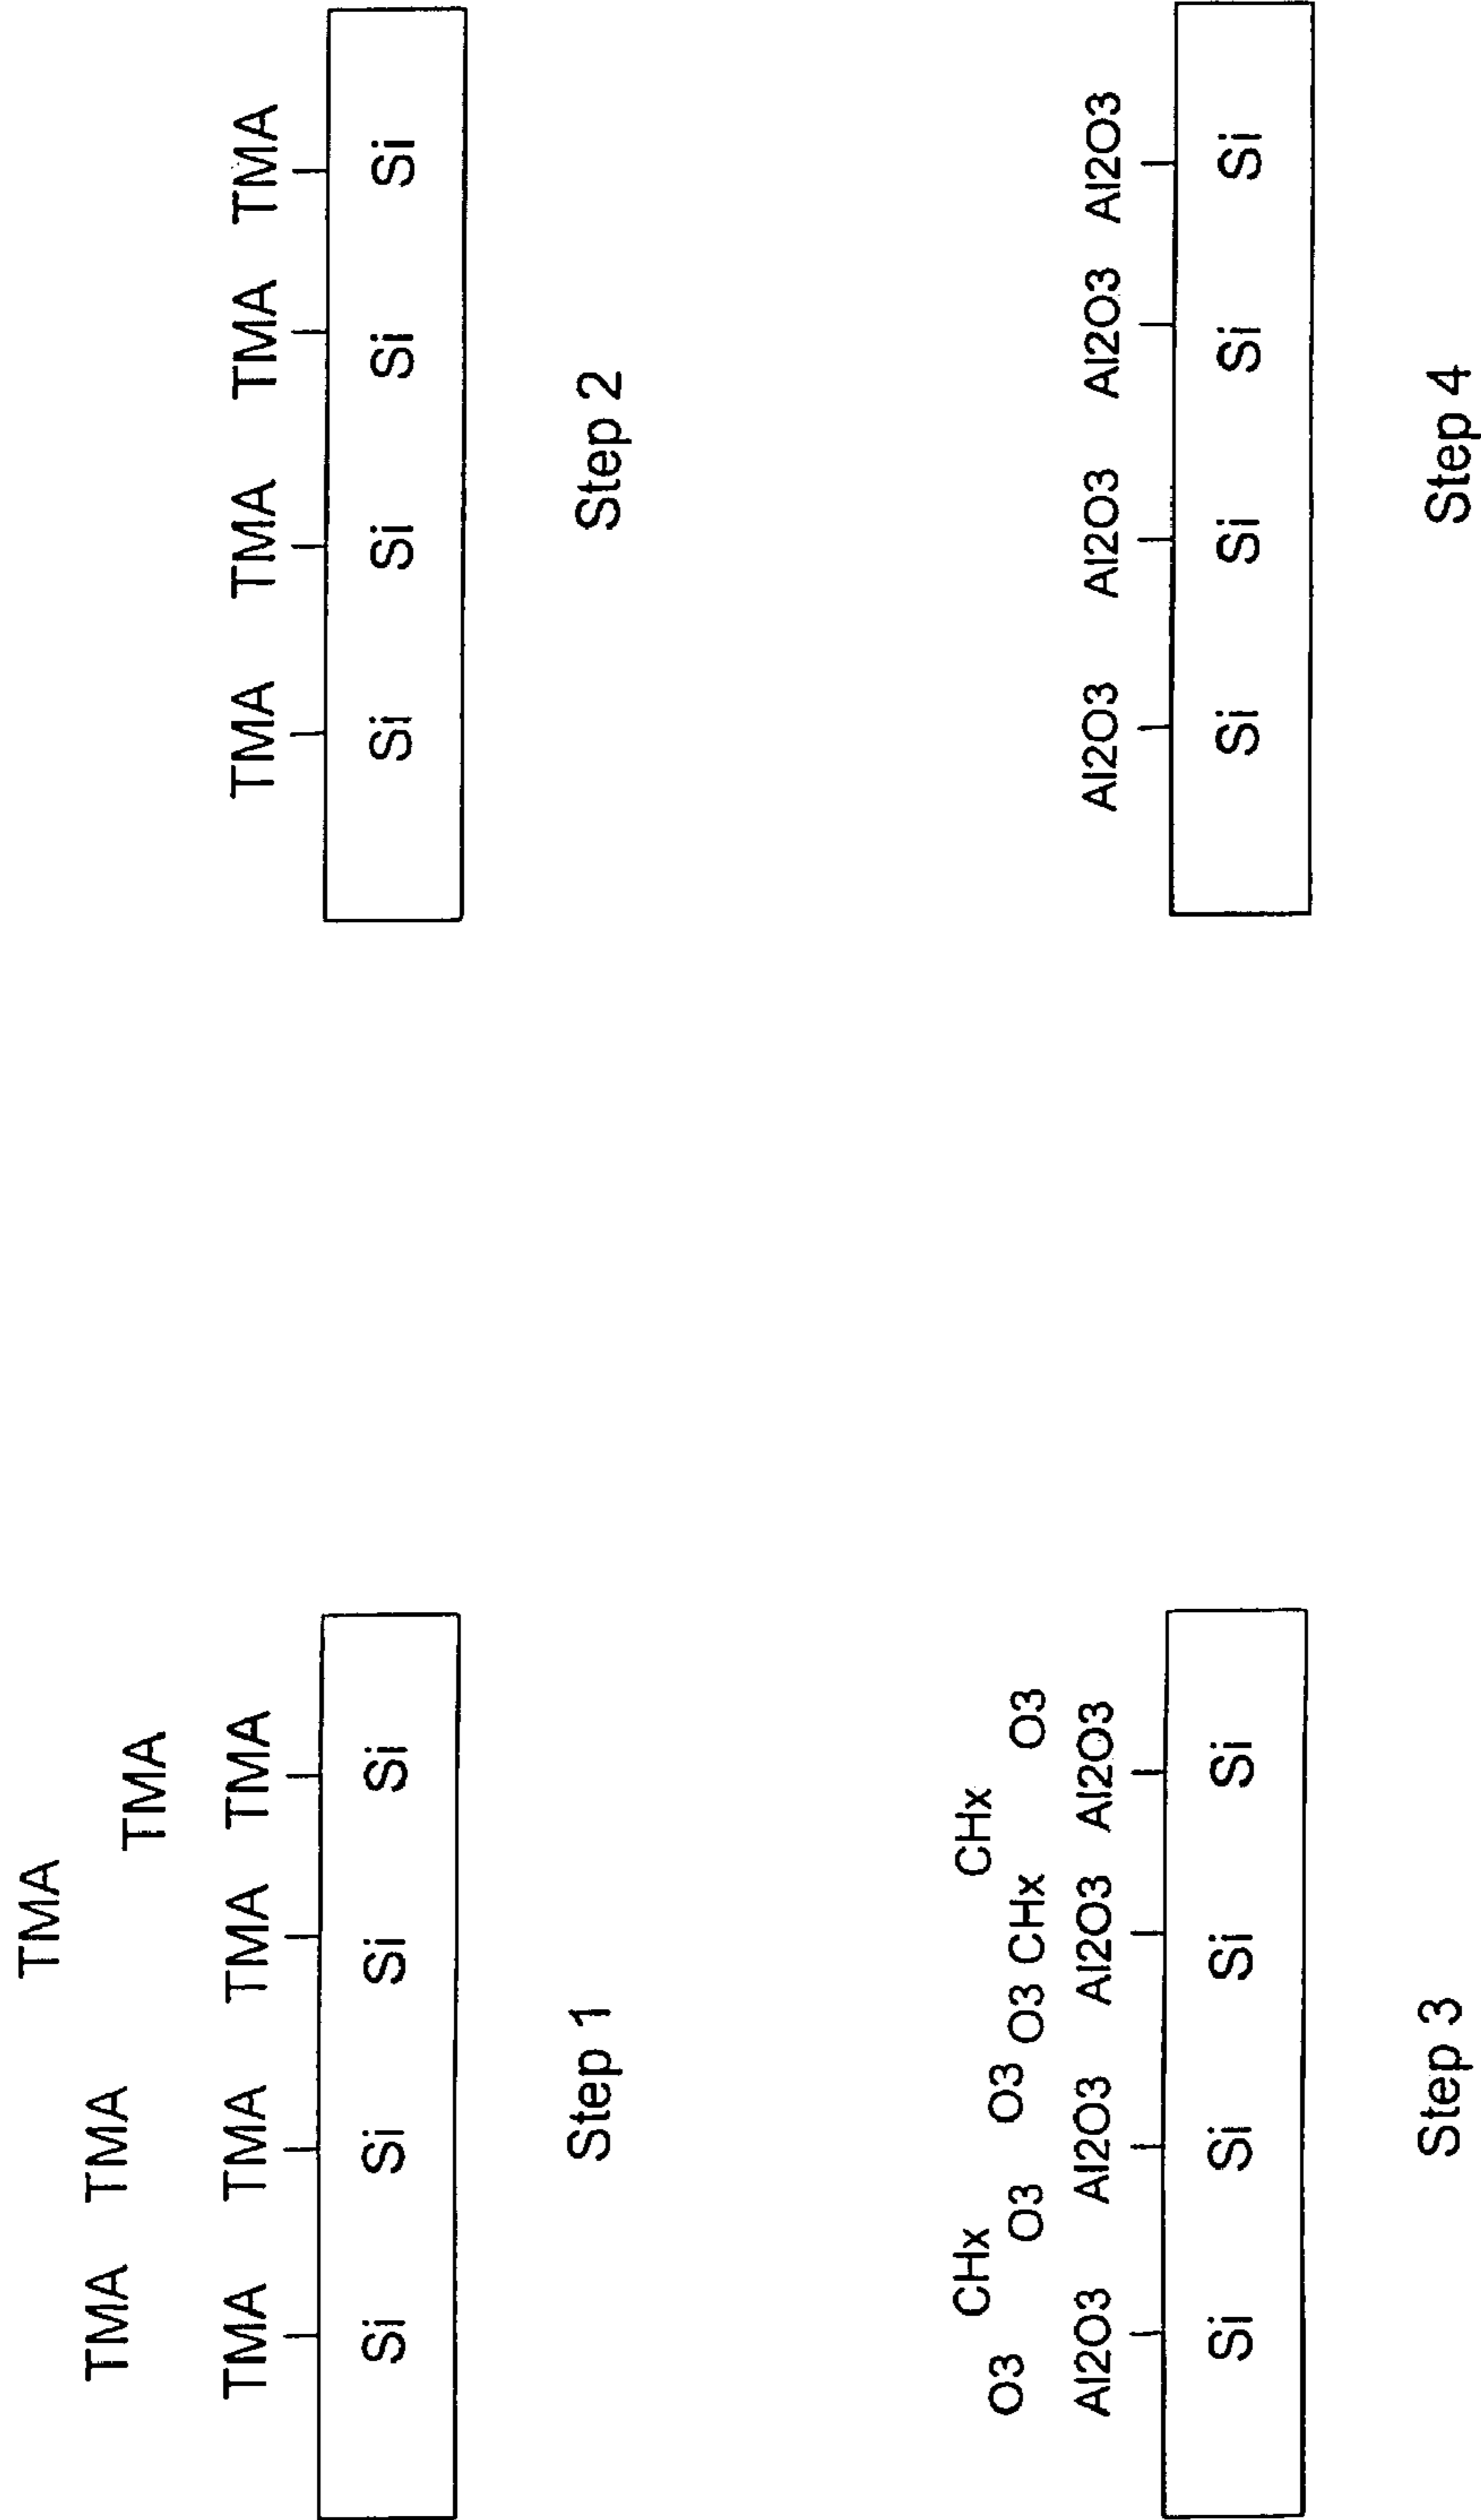 TMA
TMA TMA
TMA
TMA TMA TMA TMA
Si Si Si Si
Step 1
TMA TMA TMA TMA
Si Si Si Si
Step 2
CHx CHx
O3 O3
O3 O3 CHx O3
Al2O3 Al2O3 Al2O3 Al2O3
Si Si Si Si
Step 3
Al2O3 Al2O3 Al2O3 Al2O3
Si Si Si Si
Step 4